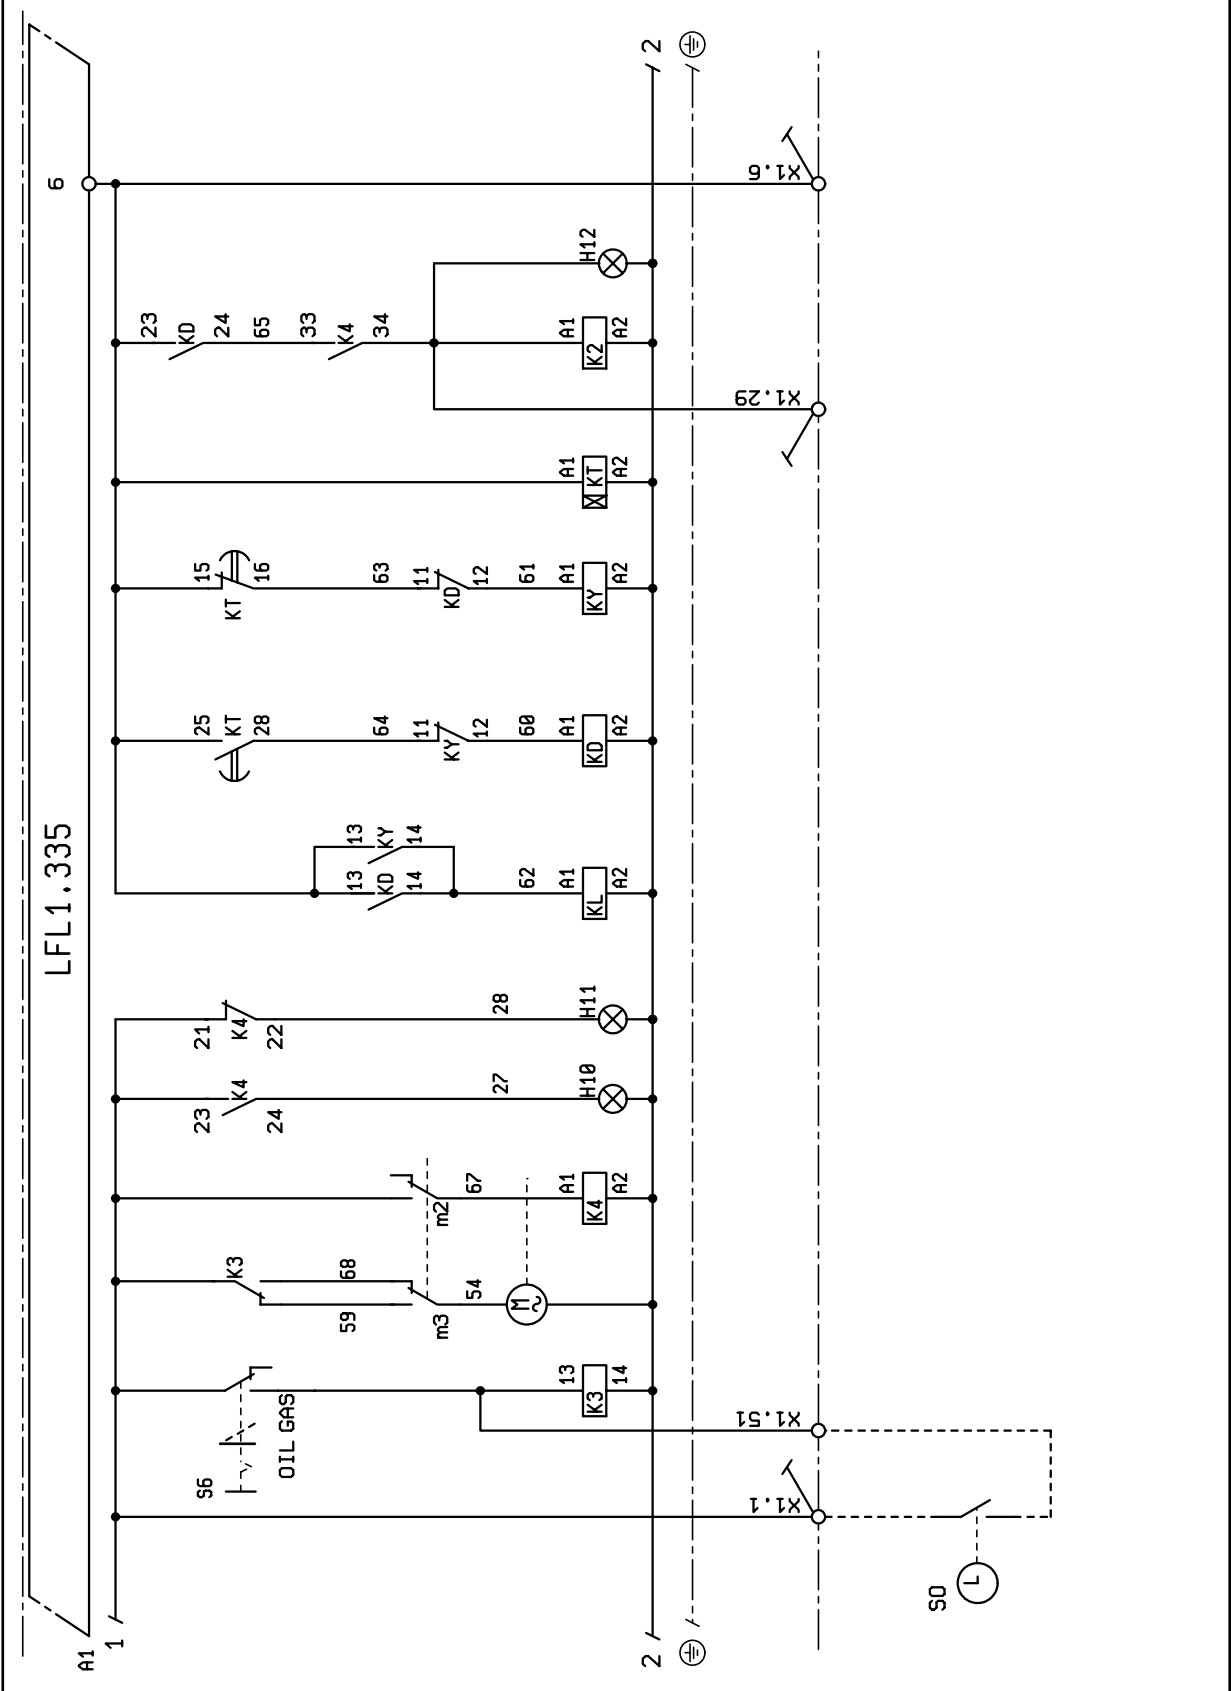 A1
LFL1.335
6
1
2
2
S6
OIL GAS
K3
13
14
X1.1
X1.51
S0
L
K3
59
68
m3
54
M
m2
67
A1
K4
A2
23
K4
24
27
H10
21
K4
22
28
H11
13
KY
14
13
KD
14
62
A1
KL
A2
25
KT
28
64
11
KY
12
60
A1
KD
A2
15
KT
16
63
11
KD
12
61
A1
KY
A2
A1
KT
A2
23
KD
24
65
33
K4
34
A1
K2
A2
H12
X1.29
X1.6